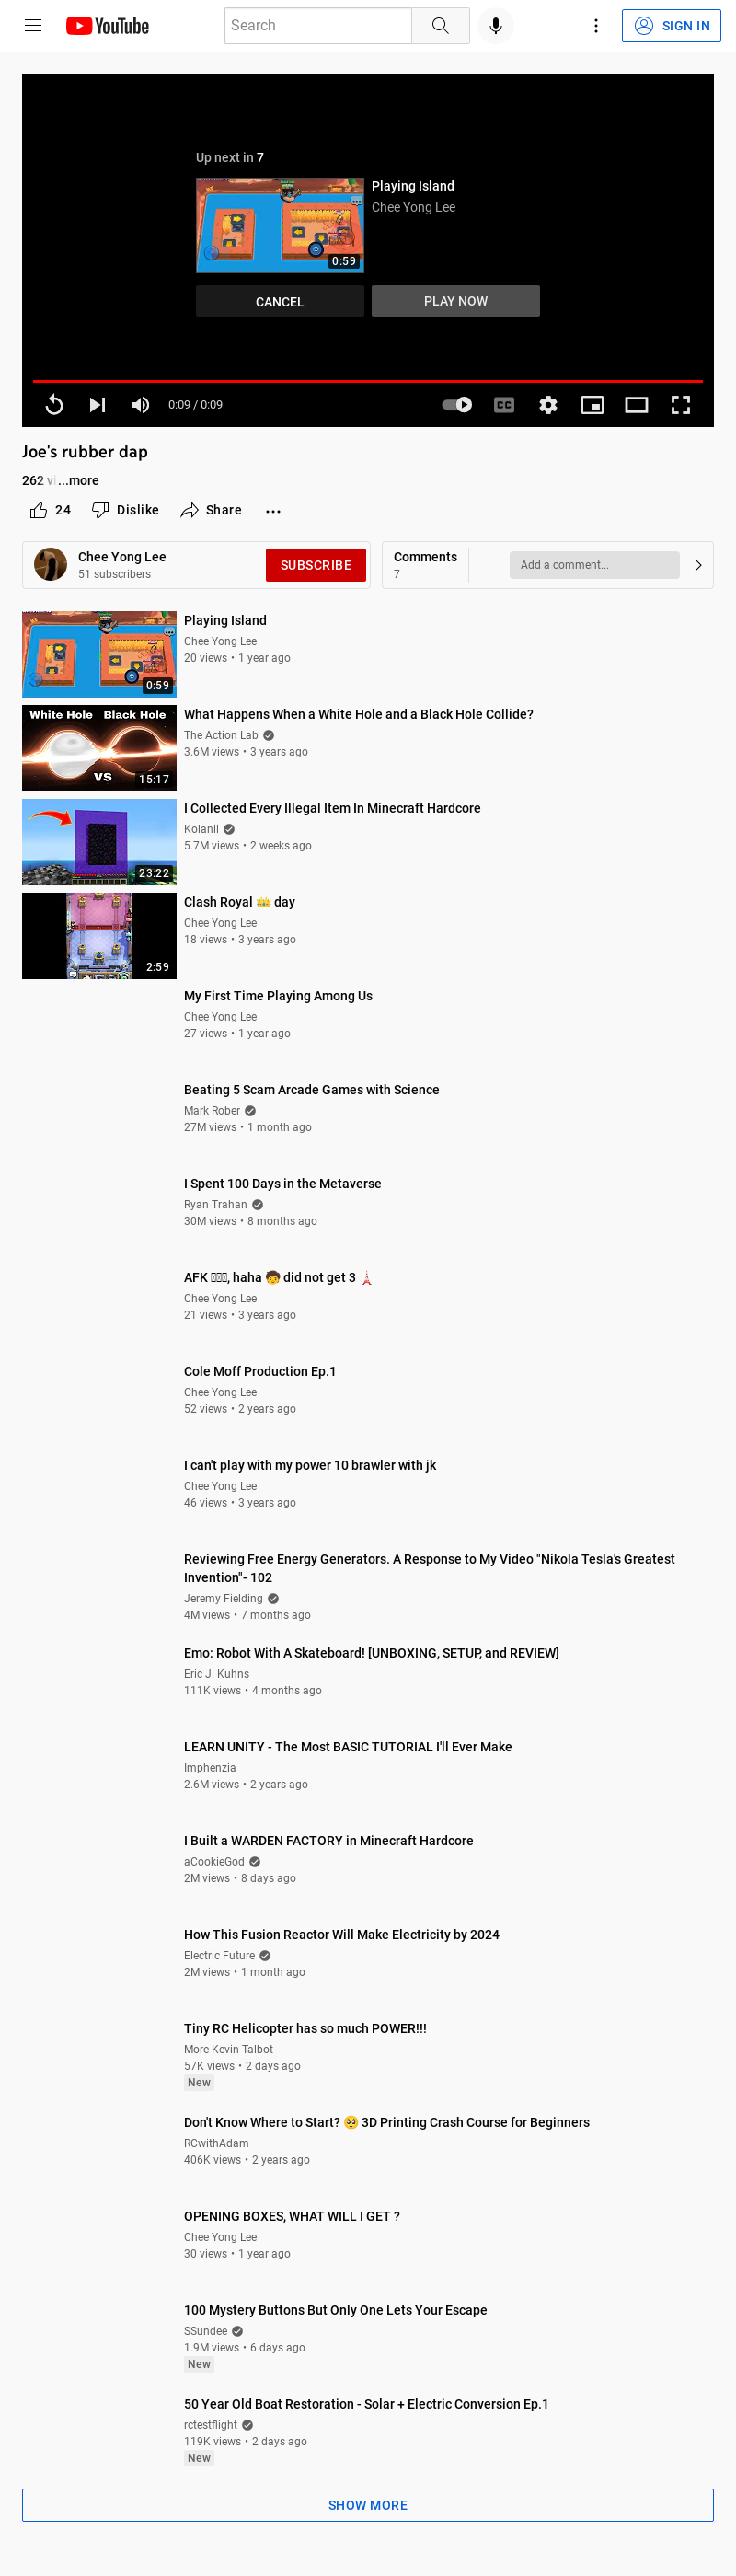 YouTube
Search
SIGN IN
Up next in 7
Playing Island
Chee Yong Lee
0:59
CANCEL
PLAY NOW
0:09 / 0:09
CC
Joe's rubber dap
262 vi...more
24
Dislike
Share
Chee Yong Lee
51 subscribers
SUBSCRIBE
Comments
7
Add a comment...
Playing Island
Chee Yong Lee
20 views • 1 year ago
0:59
White Hole Black Hole
VS
15:17
What Happens When a White Hole and a Black Hole Collide?
The Action Lab
3.6M views • 3 years ago
23:22
I Collected Every Illegal Item In Minecraft Hardcore
Kolanii
5.7M views • 2 weeks ago
2:59
Clash Royal 👑 day
Chee Yong Lee
18 views • 3 years ago
My First Time Playing Among Us
Chee Yong Lee
27 views • 1 year ago
Beating 5 Scam Arcade Games with Science
Mark Rober
27M views • 1 month ago
I Spent 100 Days in the Metaverse
Ryan Trahan
30M views • 8 months ago
AFK , haha 🧒 did not get 3 🗼
Chee Yong Lee
21 views • 3 years ago
Cole Moff Production Ep.1
Chee Yong Lee
52 views • 2 years ago
I can't play with my power 10 brawler with jk
Chee Yong Lee
46 views • 3 years ago
Reviewing Free Energy Generators. A Response to My Video "Nikola Tesla's Greatest
Invention"- 102
Jeremy Fielding
4M views • 7 months ago
Emo: Robot With A Skateboard! [UNBOXING, SETUP, and REVIEW]
Eric J. Kuhns
111K views • 4 months ago
LEARN UNITY - The Most BASIC TUTORIAL I'll Ever Make
Imphenzia
2.6M views • 2 years ago
I Built a WARDEN FACTORY in Minecraft Hardcore
aCookieGod
2M views • 8 days ago
How This Fusion Reactor Will Make Electricity by 2024
Electric Future
2M views • 1 month ago
Tiny RC Helicopter has so much POWER!!!
More Kevin Talbot
57K views • 2 days ago
New
Don't Know Where to Start? 🥺 3D Printing Crash Course for Beginners
RCwithAdam
406K views • 2 years ago
OPENING BOXES, WHAT WILL I GET ?
Chee Yong Lee
30 views • 1 year ago
100 Mystery Buttons But Only One Lets Your Escape
SSundee
1.9M views • 6 days ago
New
50 Year Old Boat Restoration - Solar + Electric Conversion Ep.1
rctestflight
119K views • 2 days ago
New
SHOW MORE